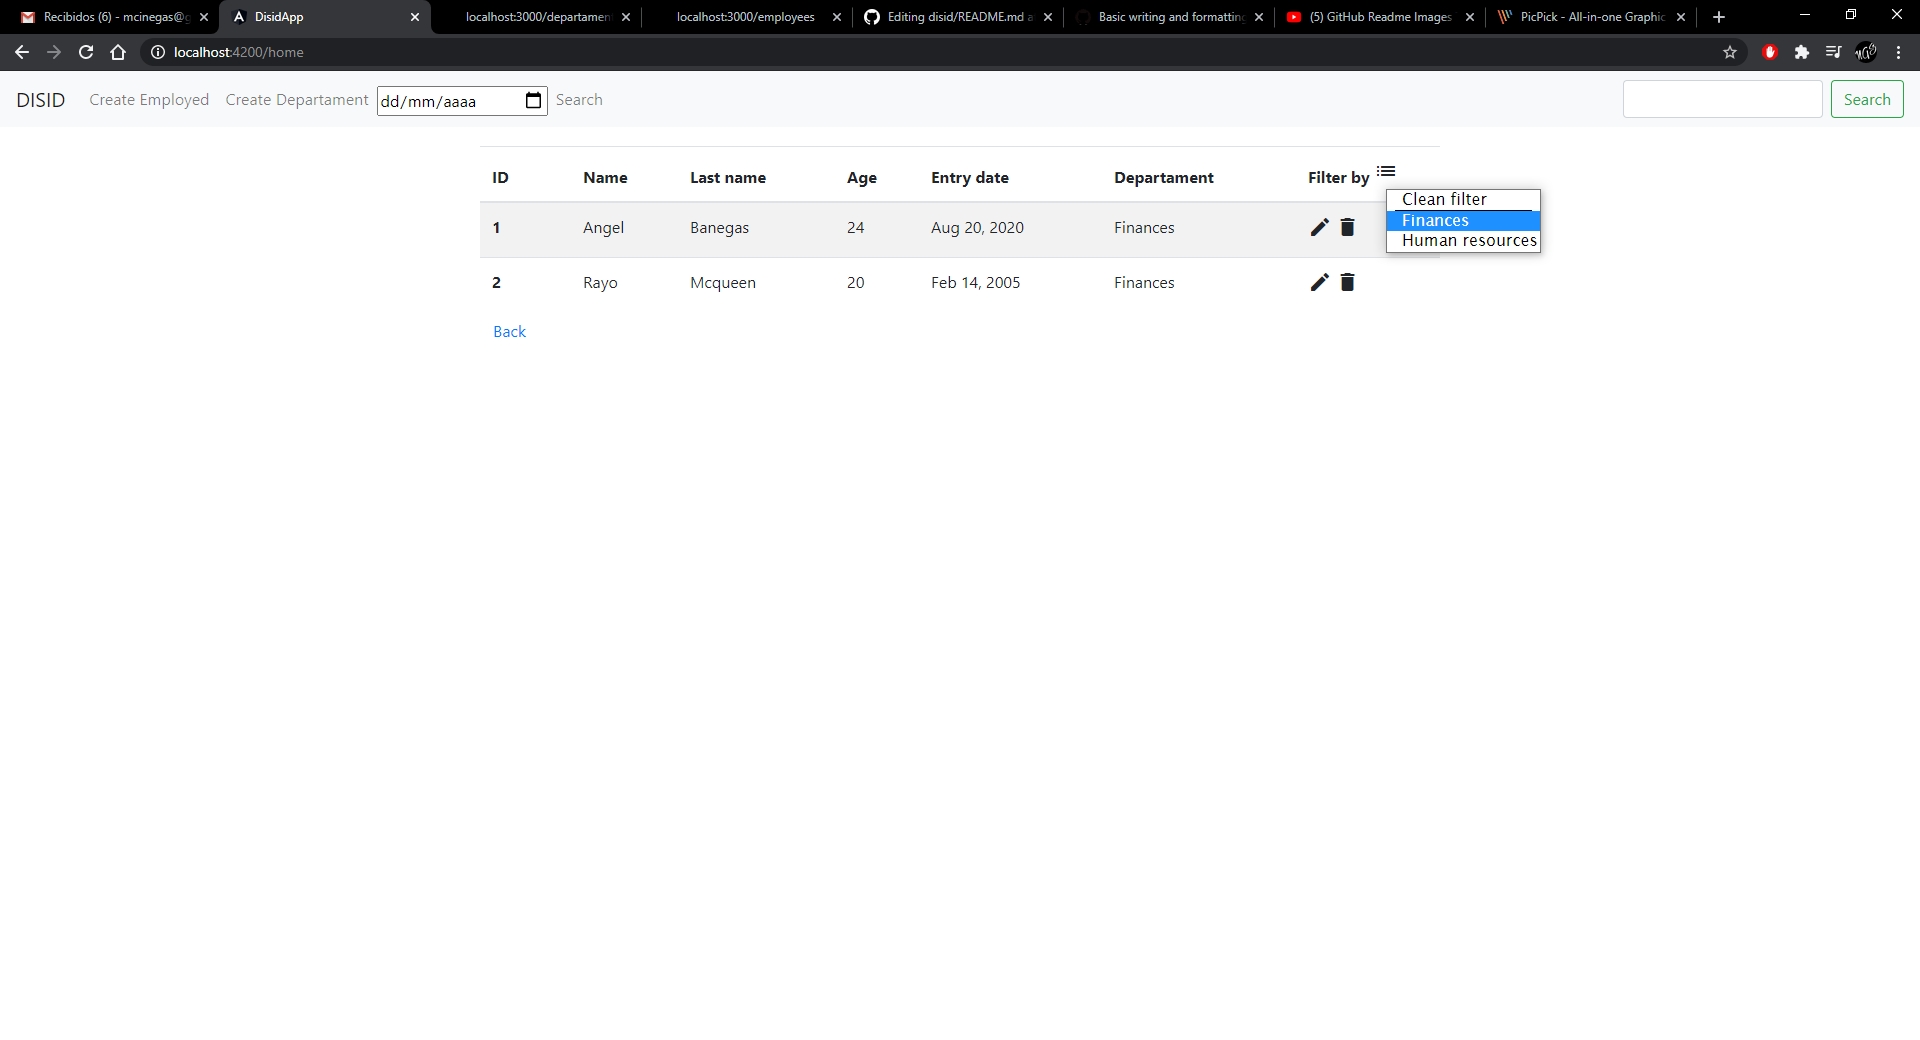 Recibidos (6) - mcinegas@g
DisidApp
localhost:3000/departament
localhost:3000/employees
Editing disid/README.md a
Basic writing and formatting
(5) GitHub Readme Images
PicPick - All-in-one Graphic
localhost:4200/home
DISID Create Employed Create Departament dd/mm/aaaa Search Search
ID Name Last name Age Entry date Departament Filter by
Clean filter
Finances
Human resources
1 Angel Banegas 24 Aug 20, 2020 Finances
2 Rayo Mcqueen 20 Feb 14, 2005 Finances
Back